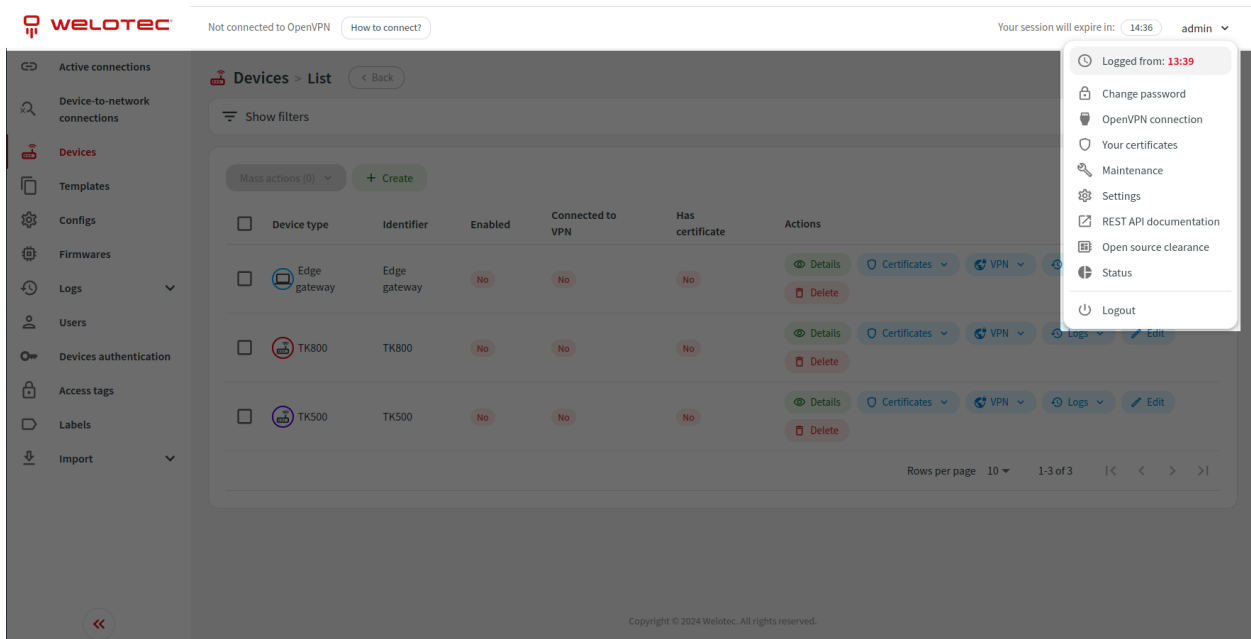 WELOTEC
Not connected to OpenVPN
How to connect?
Your session will expire in:
14:36
admin
Logged from: 13:39
Change password
OpenVPN connection
Your certificates
Maintenance
Settings
REST API documentation
Open source clearance
Status
Logout
Active connections
Device-to-network
connections
Devices
Templates
Configs
Firmwares
Logs
Users
Devices authentication
Access tags
Labels
Import
Devices > List
Back
Show filters
Mass actions (0)
+ Create
Device type
Identifier
Enabled
Connected to
VPN
Has
certificate
Actions
Edge
gateway
Edge
gateway
No
No
No
Details
Certificates
VPN
Delete
TK800
TK800
No
No
No
Details
Certificates
VPN
Logs
Edit
Delete
TK500
TK500
No
No
No
Details
Certificates
VPN
Logs
Edit
Delete
Rows per page
10
1-3 of 3
Copyright © 2024 Welotec. All rights reserved.